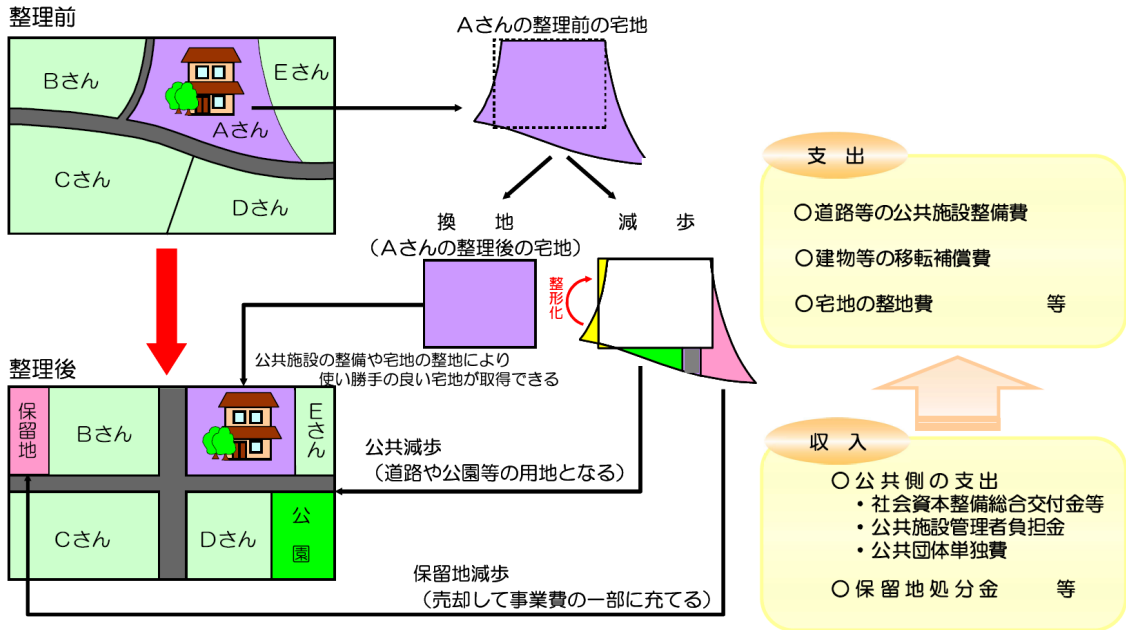 整理前
Bさん
Eさん
Aさん
Cさん
Dさん
Aさんの整理前の宅地
換 地
(Aさんの整理後の宅地)
減 歩
整形化
公共施設の整備や宅地の整地により
使い勝手の良い宅地が取得できる
整理後
保留地
Bさん
Eさん
Cさん
Dさん
公園
公共減歩
(道路や公園等の用地となる)
保留地減歩
(売却して事業費の一部に充てる)
支 出
○道路等の公共施設整備費
○建物等の移転補償費
○宅地の整地費 等
収 入
○公共側の支出
・社会資本整備総合交付金等
・公共施設管理者負担金
・公共団体単独費
○保留地処分金 等